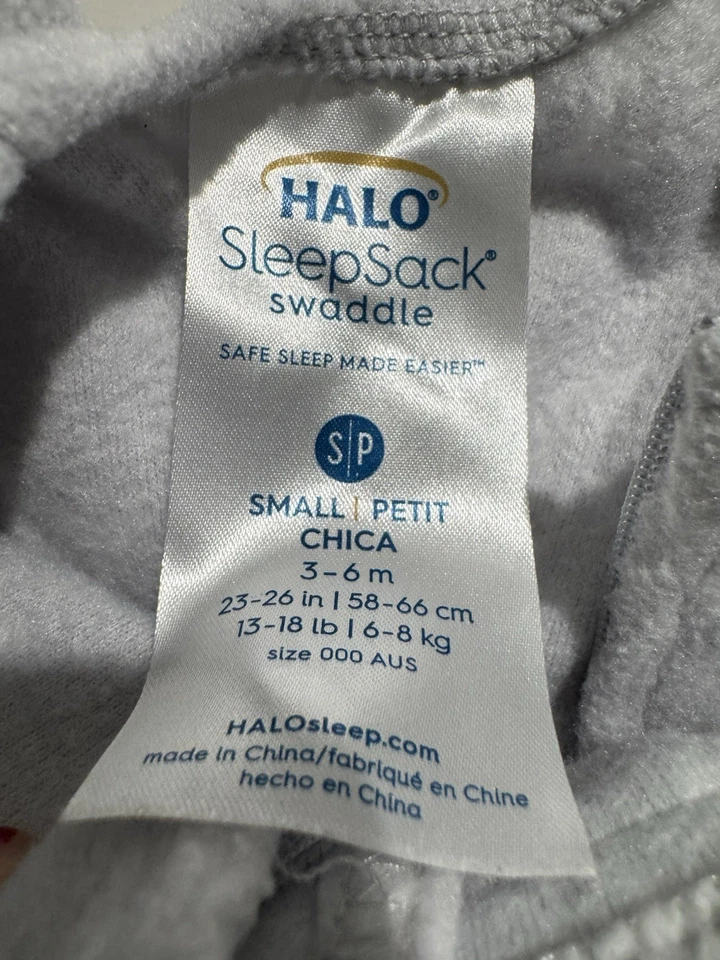 HALO®
SleepSack®
swaddle
SAFE SLEEP MADE EASIER™
S|P
SMALL | PETIT
CHICA
3-6 m
23-26 in | 58-66 cm
13-18 lb | 6-8 kg
size 000 AUS
HALOsleep.com
made in China/fabriqué en Chine
hecho en China